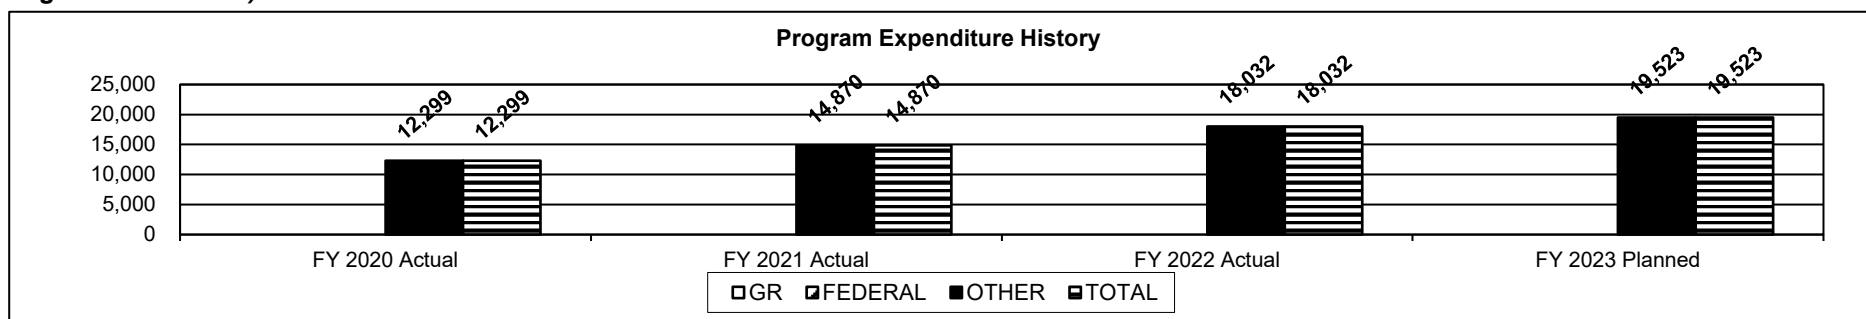 Program Expenditure History
25,000
20,000
15,000
10,000
5,000
0
12,299
12,299
14,870
14,870
18,032
18,032
19,523
19,523
FY 2020 Actual
FY 2021 Actual
FY 2022 Actual
FY 2023 Planned
GR FEDERAL OTHER TOTAL